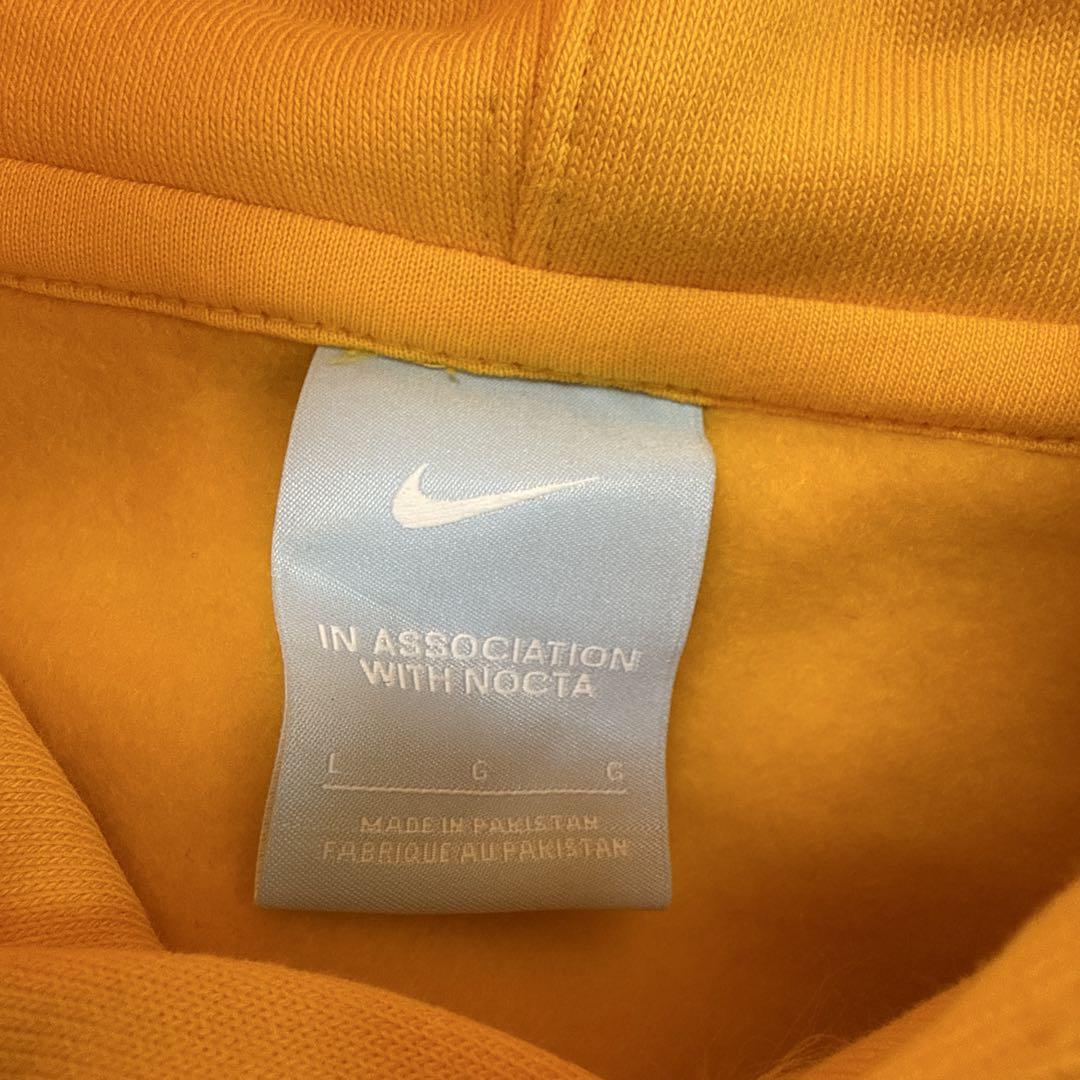 IN ASSOCIATION
WITH NOCTA
L G G
MADE IN PAKISTAN
FABRIQUE AU PAKISTAN